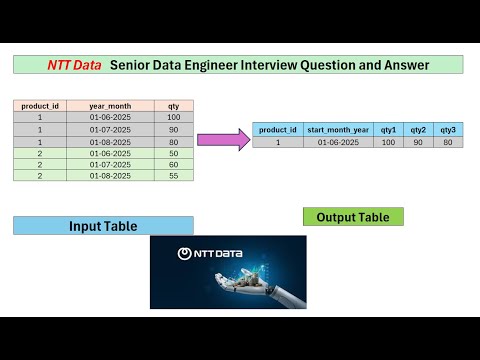 NTT Data Senior Data Engineer Interview Question and Answer
product_id year_month qty
1 01-06-2025 100
1 01-07-2025 90
1 01-08-2025 80
2 01-06-2025 50
2 01-07-2025 60
2 01-08-2025 55
product_id start_month_year qty1 qty2 qty3
1 01-06-2025 100 90 80
Input Table
Output Table
NTT DATA